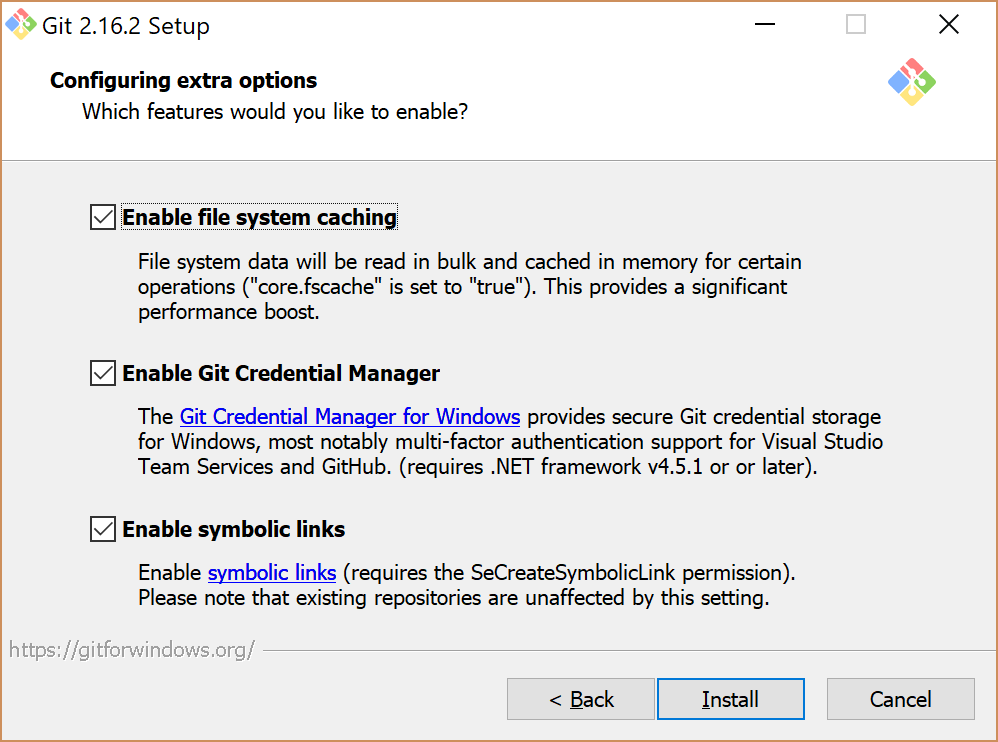 Git 2.16.2 Setup
Configuring extra options
Which features would you like to enable?
Enable file system caching
File system data will be read in bulk and cached in memory for certain
operations ("core.fscache" is set to "true"). This provides a significant
performance boost.
Enable Git Credential Manager
The Git Credential Manager for Windows provides secure Git credential storage
for Windows, most notably multi-factor authentication support for Visual Studio
Team Services and GitHub. (requires .NET framework v4.5.1 or or later).
Enable symbolic links
Enable symbolic links (requires the SeCreateSymbolicLink permission).
Please note that existing repositories are unaffected by this setting.
https://gitforwindows.org/
< Back Install Cancel